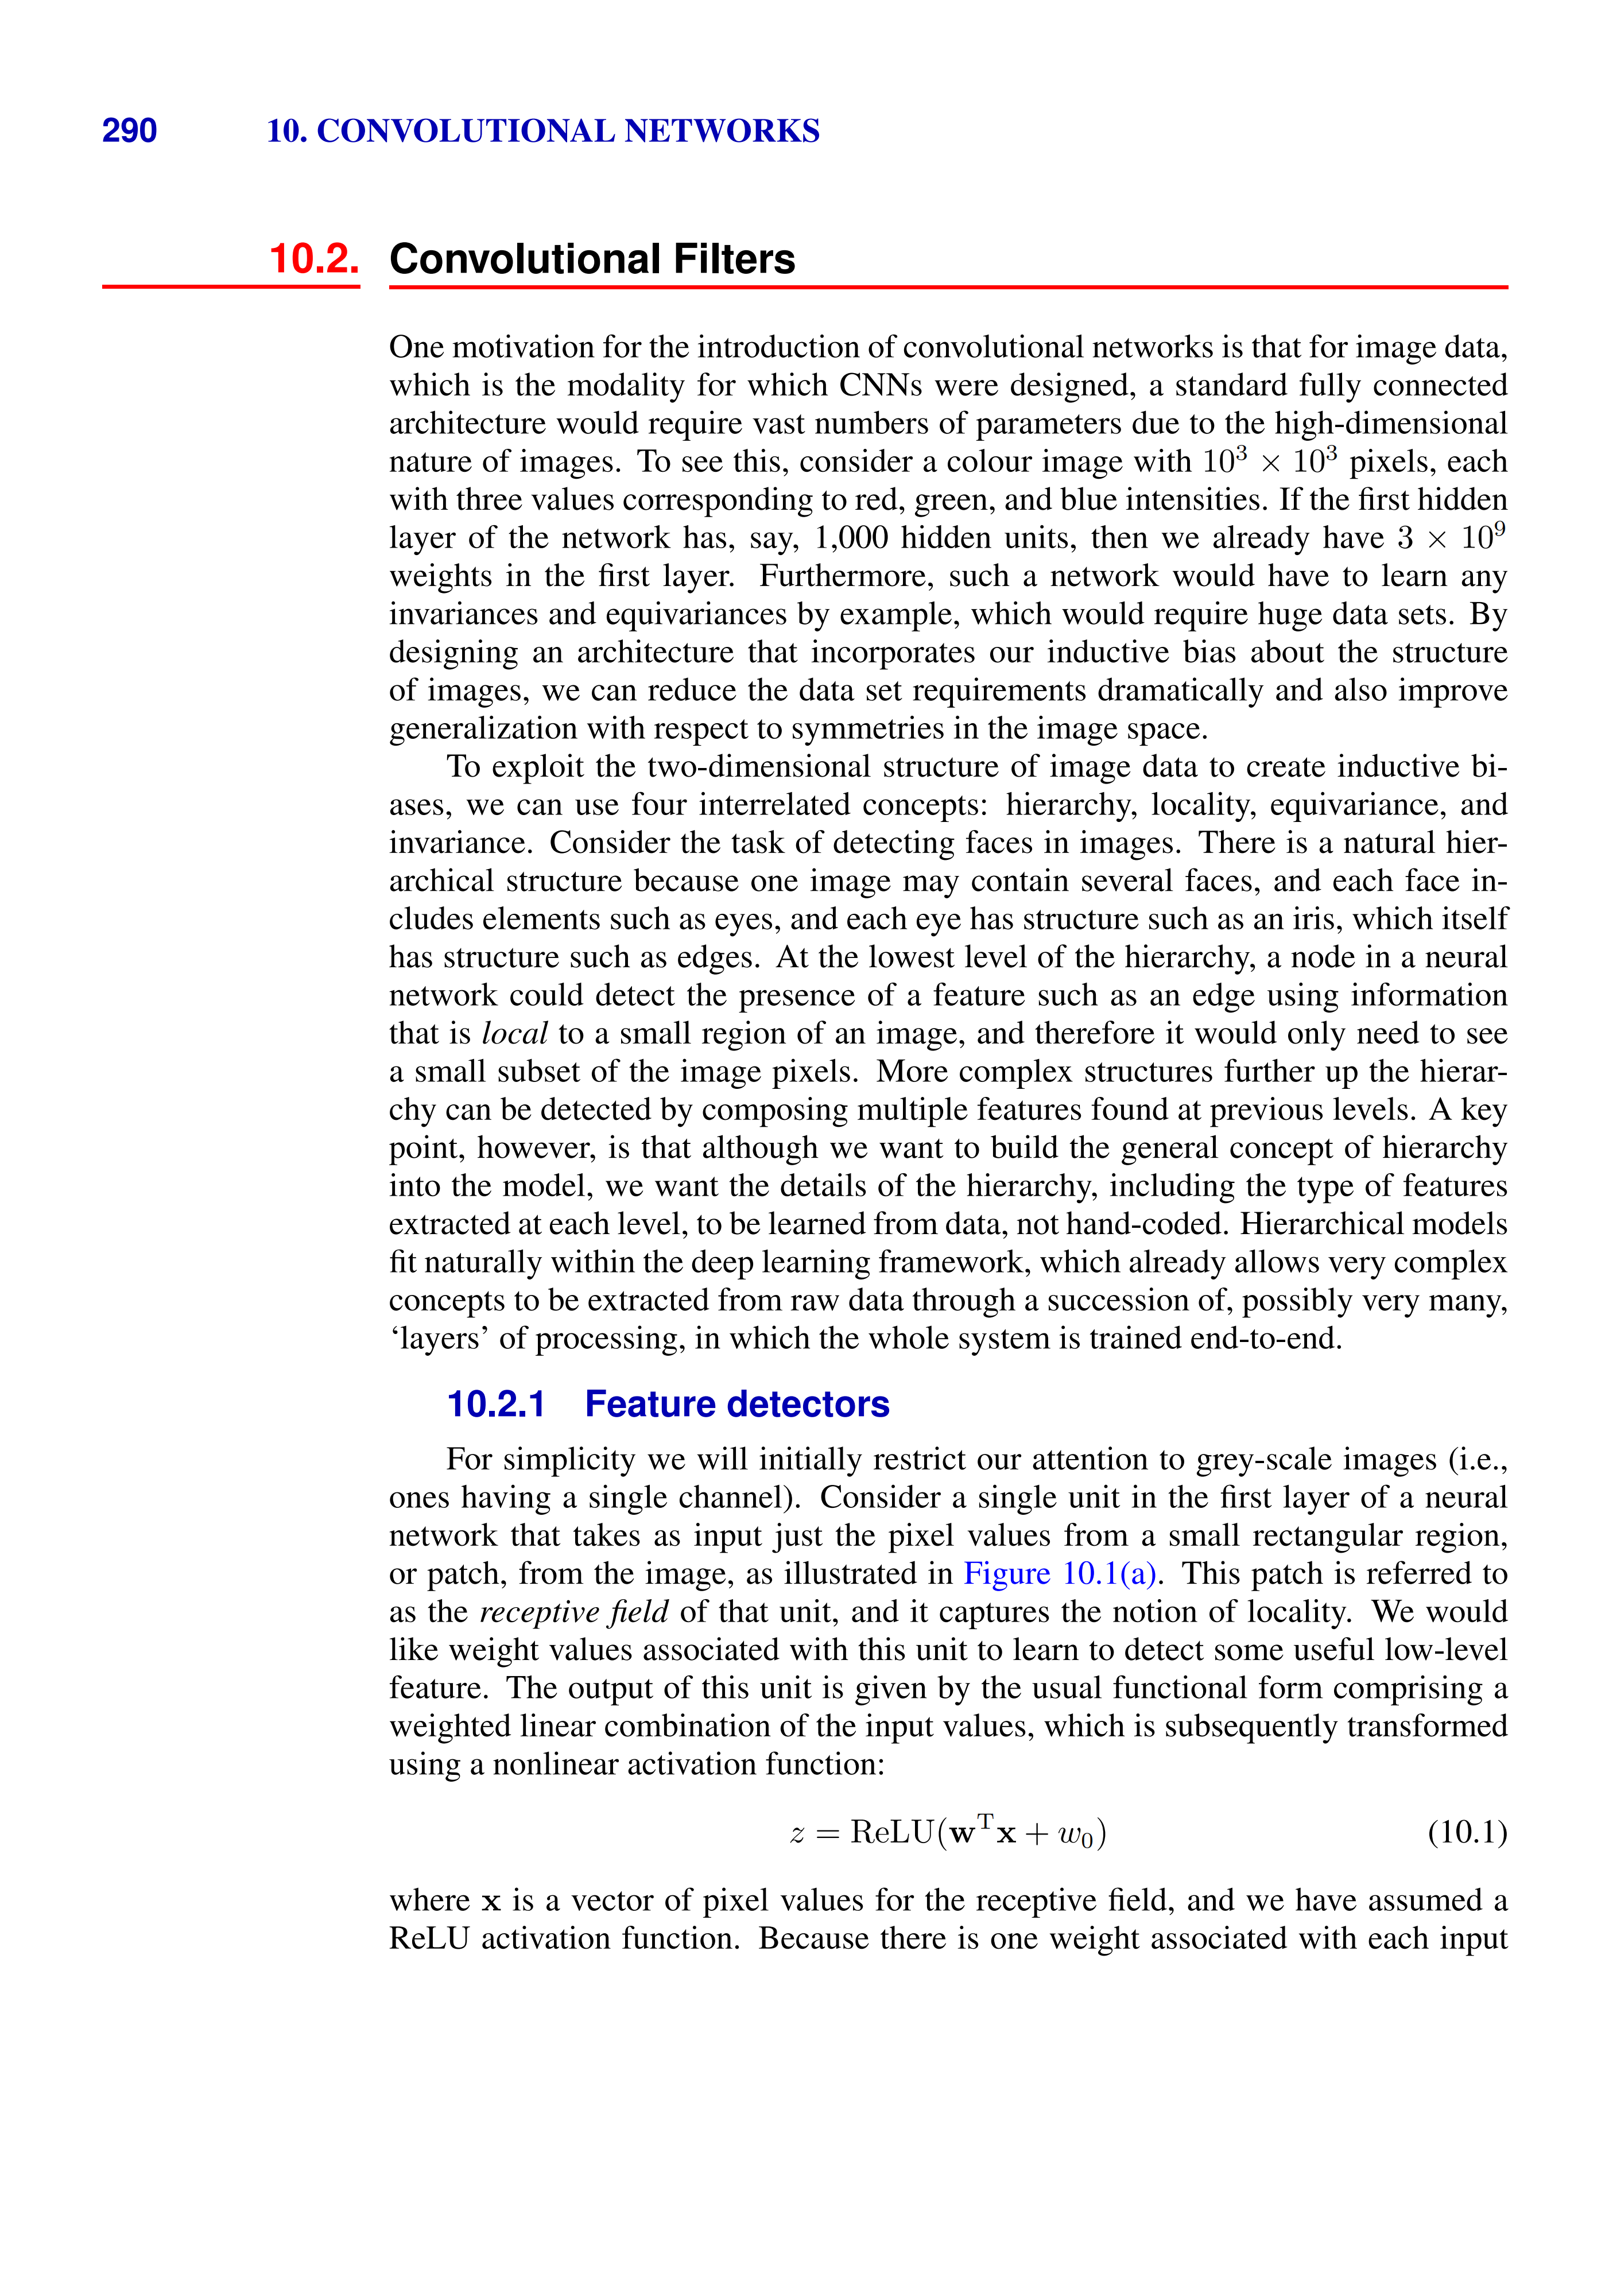 290 10. CONVOLUTIONAL NETWORKS
10.2. Convolutional Filters
One motivation for the introduction of convolutional networks is that for image data,
which is the modality for which CNNs were designed, a standard fully connected
architecture would require vast numbers of parameters due to the high-dimensional
nature of images. To see this, consider a colour image with 10³ × 10³ pixels, each
with three values corresponding to red, green, and blue intensities. If the first hidden
layer of the network has, say, 1,000 hidden units, then we already have 3 × 10⁹
weights in the first layer. Furthermore, such a network would have to learn any
invariances and equivariances by example, which would require huge data sets. By
designing an architecture that incorporates our inductive bias about the structure
of images, we can reduce the data set requirements dramatically and also improve
generalization with respect to symmetries in the image space.
To exploit the two-dimensional structure of image data to create inductive bi-
ases, we can use four interrelated concepts: hierarchy, locality, equivariance, and
invariance. Consider the task of detecting faces in images. There is a natural hier-
archical structure because one image may contain several faces, and each face in-
cludes elements such as eyes, and each eye has structure such as an iris, which itself
has structure such as edges. At the lowest level of the hierarchy, a node in a neural
network could detect the presence of a feature such as an edge using information
that is local to a small region of an image, and therefore it would only need to see
a small subset of the image pixels. More complex structures further up the hierar-
chy can be detected by composing multiple features found at previous levels. A key
point, however, is that although we want to build the general concept of hierarchy
into the model, we want the details of the hierarchy, including the type of features
extracted at each level, to be learned from data, not hand-coded. Hierarchical models
fit naturally within the deep learning framework, which already allows very complex
concepts to be extracted from raw data through a succession of, possibly very many,
‘layers’ of processing, in which the whole system is trained end-to-end.
10.2.1 Feature detectors
For simplicity we will initially restrict our attention to grey-scale images (i.e.,
ones having a single channel). Consider a single unit in the first layer of a neural
network that takes as input just the pixel values from a small rectangular region,
or patch, from the image, as illustrated in Figure 10.1(a). This patch is referred to
as the receptive field of that unit, and it captures the notion of locality. We would
like weight values associated with this unit to learn to detect some useful low-level
feature. The output of this unit is given by the usual functional form comprising a
weighted linear combination of the input values, which is subsequently transformed
using a nonlinear activation function:
z = ReLU(wᵀx + w₀) (10.1)
where x is a vector of pixel values for the receptive field, and we have assumed a
ReLU activation function. Because there is one weight associated with each input